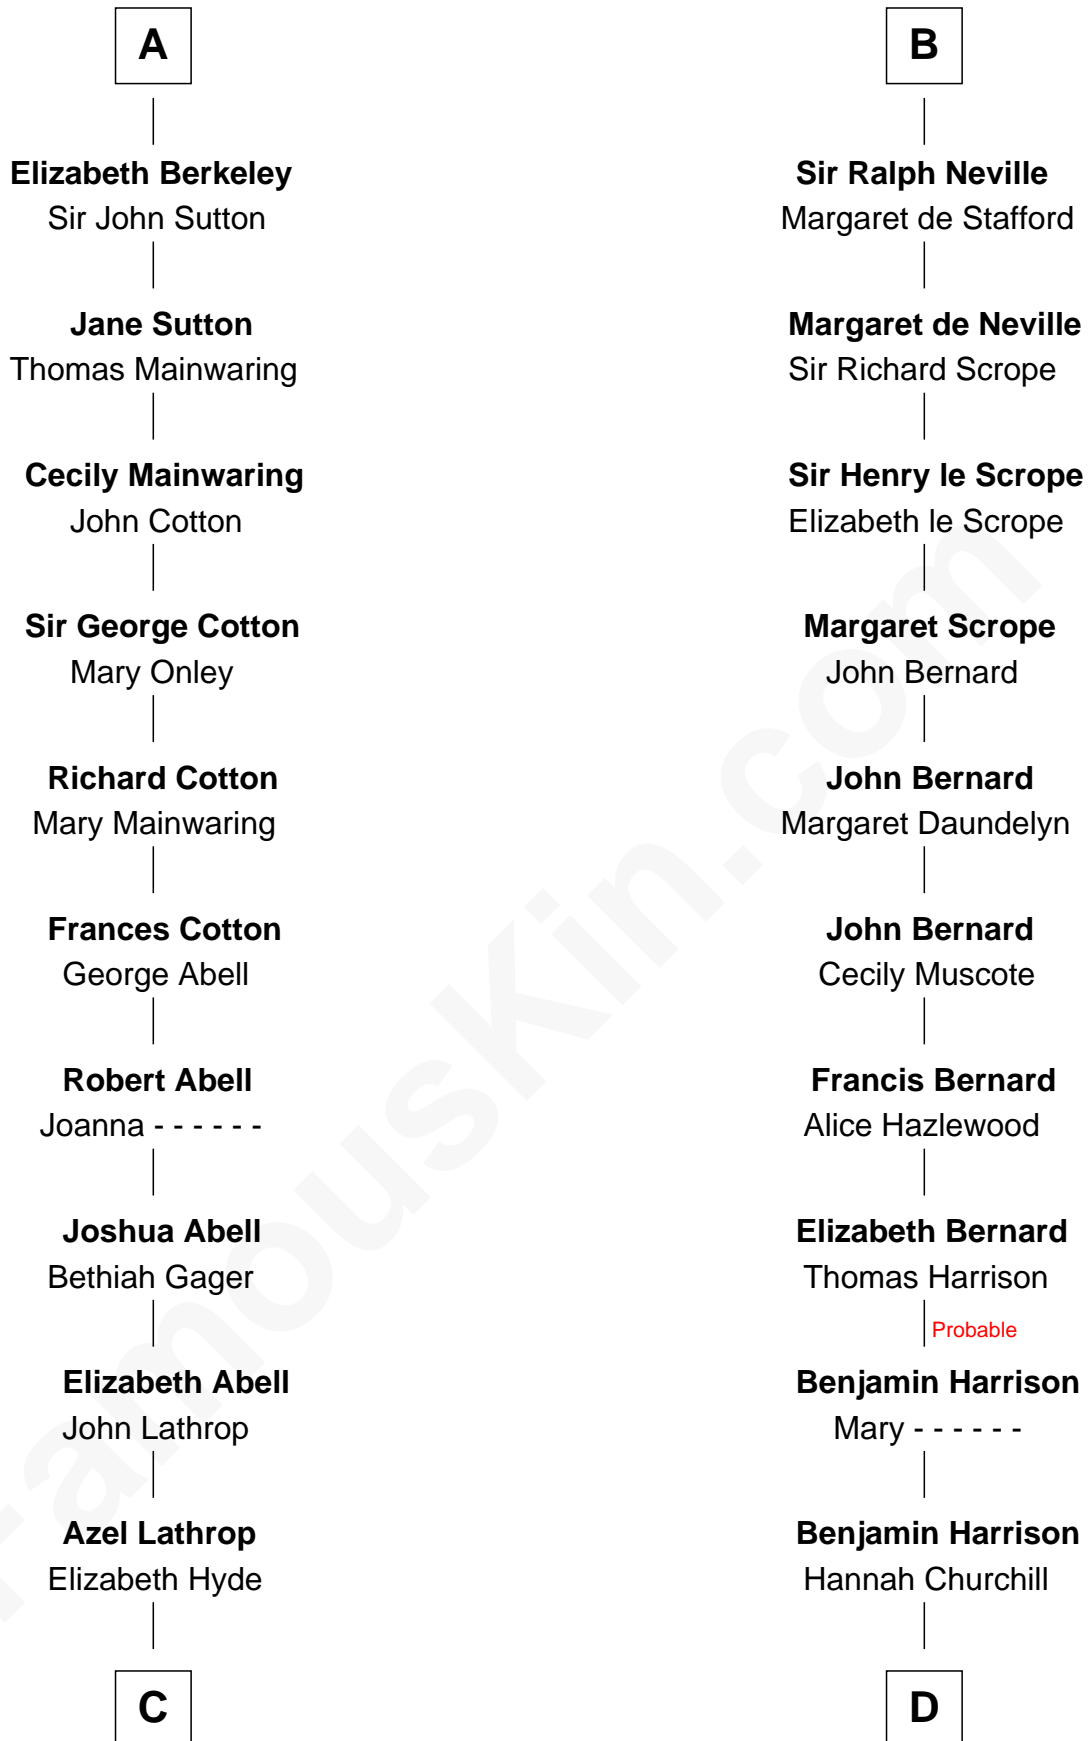 A
Elizabeth Berkeley
Sir John Sutton
Jane Sutton
Thomas Mainwaring
Cecily Mainwaring
John Cotton
Sir George Cotton
Mary Onley
Richard Cotton
Mary Mainwaring
Frances Cotton
George Abell
Robert Abell
Joanna - - - - - -
Joshua Abell
Bethiah Gager
Elizabeth Abell
John Lathrop
Azel Lathrop
Elizabeth Hyde
C
B
Sir Ralph Neville
Margaret de Stafford
Margaret de Neville
Sir Richard Scrope
Sir Henry le Scrope
Elizabeth le Scrope
Margaret Scrope
John Bernard
John Bernard
Margaret Daundelyn
John Bernard
Cecily Muscote
Francis Bernard
Alice Hazlewood
Elizabeth Bernard
Thomas Harrison
Probable
Benjamin Harrison
Mary - - - - - -
Benjamin Harrison
Hannah Churchill
D
FamousKin.com